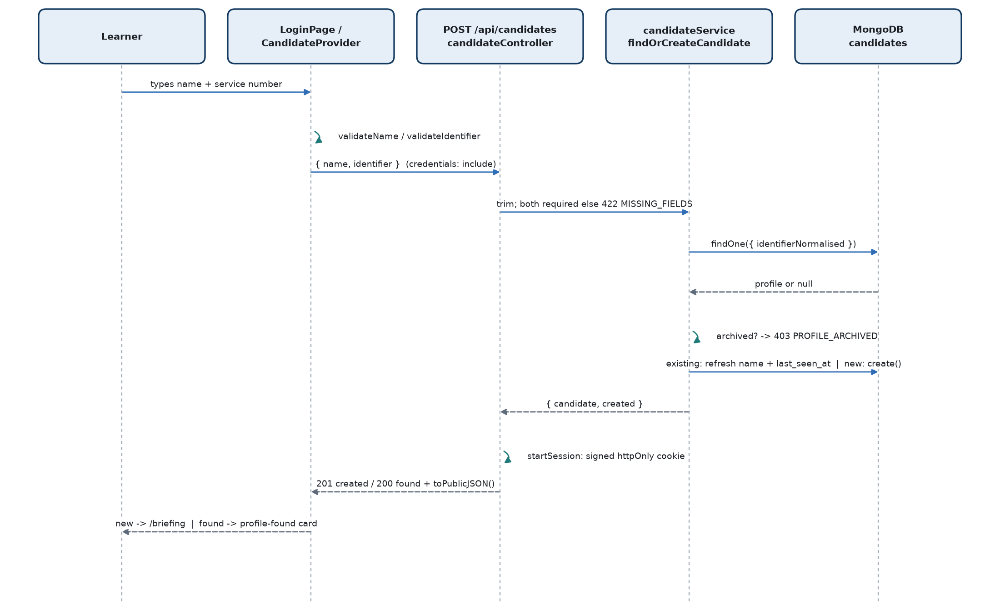 Learner
LoginPage /
CandidateProvider
POST /api/candidates
candidateController
candidateService
findOrCreateCandidate
MongoDB
candidates
types name + service number
validateName / validateIdentifier
{ name, identifier }  (credentials: include)
trim; both required else 422 MISSING_FIELDS
findOne({ identifierNormalised })
profile or null
archived? -> 403 PROFILE_ARCHIVED
existing: refresh name + last_seen_at  |  new: create()
{ candidate, created }
startSession: signed httpOnly cookie
201 created / 200 found + toPublicJSON()
new -> /briefing  |  found -> profile-found card